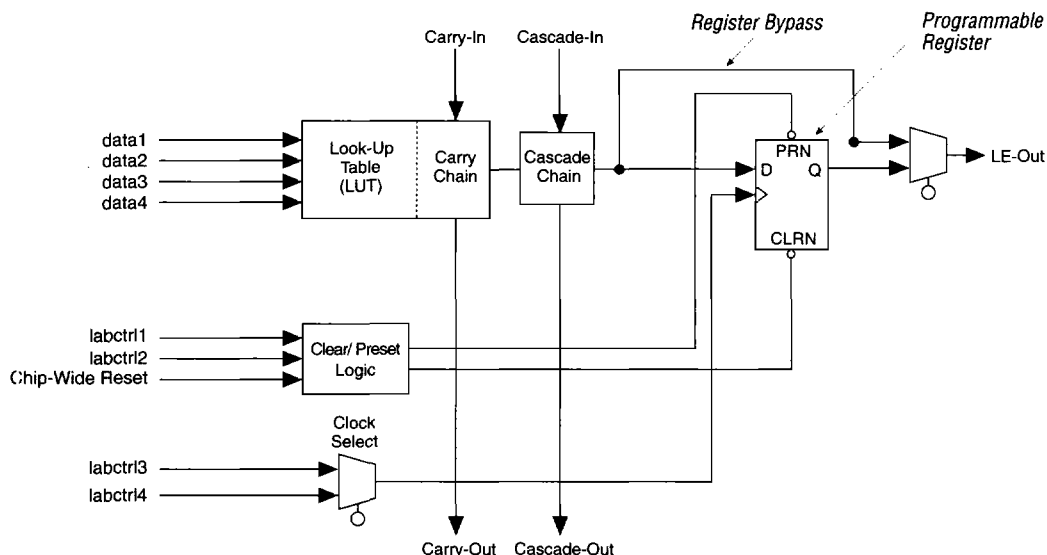 Carry-In
Cascade-In
Register Bypass
Programmable
Register
data1
data2
data3
data4
Look-Up
Table
(LUT)
Carry
Chain
Cascade
Chain
PRN
D
Q
CLRN
LE-Out
labctrl1
labctrl2
Chip-Wide Reset
Clear/ Preset
Logic
Clock
Select
labctrl3
labctrl4
Carry-Out
Cascade-Out